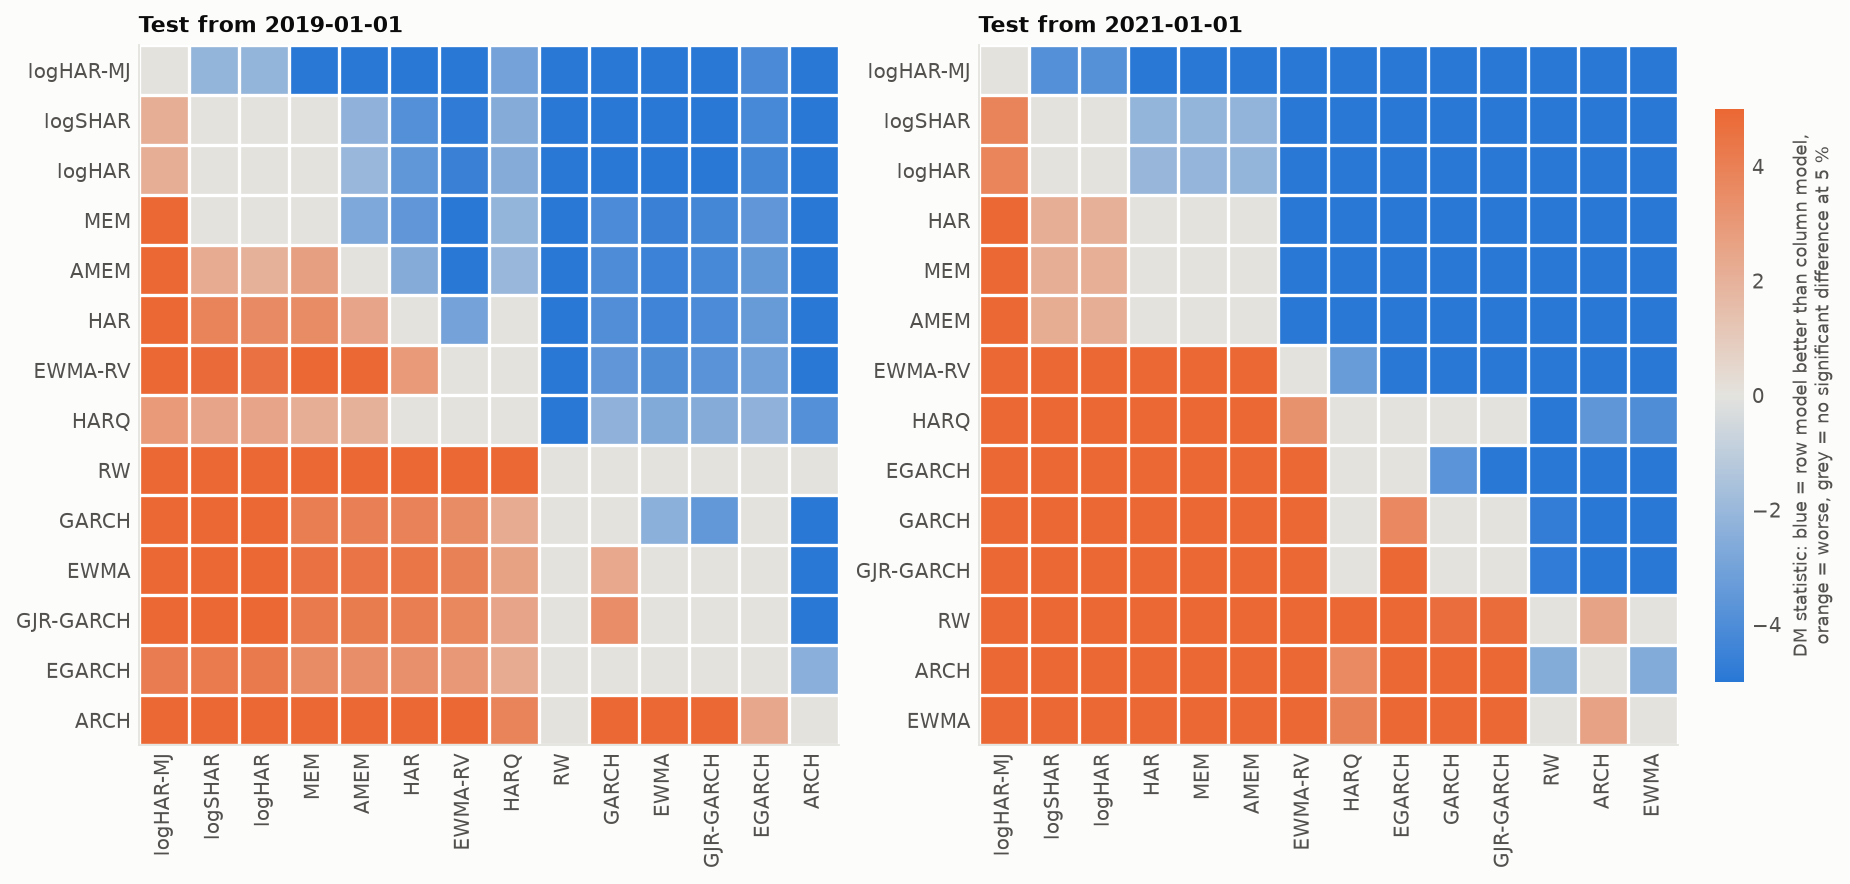 Test from 2019-01-01
logHAR-MJ
logSHAR
logHAR
MEM
AMEM
HAR
EWMA-RV
HARQ
RW
GARCH
EWMA
GJR-GARCH
EGARCH
ARCH
logHAR-MJ
logSHAR
logHAR
MEM
AMEM
HAR
EWMA-RV
HARQ
RW
GARCH
EWMA
GJR-GARCH
EGARCH
ARCH
Test from 2021-01-01
logHAR-MJ
logSHAR
logHAR
HAR
MEM
AMEM
EWMA-RV
HARQ
EGARCH
GARCH
GJR-GARCH
RW
ARCH
EWMA
logHAR-MJ
logSHAR
logHAR
HAR
MEM
AMEM
EWMA-RV
HARQ
EGARCH
GARCH
GJR-GARCH
RW
ARCH
EWMA
4
2
0
−2
−4
DM statistic: blue = row model better than column model,
orange = worse, grey = no significant difference at 5 %